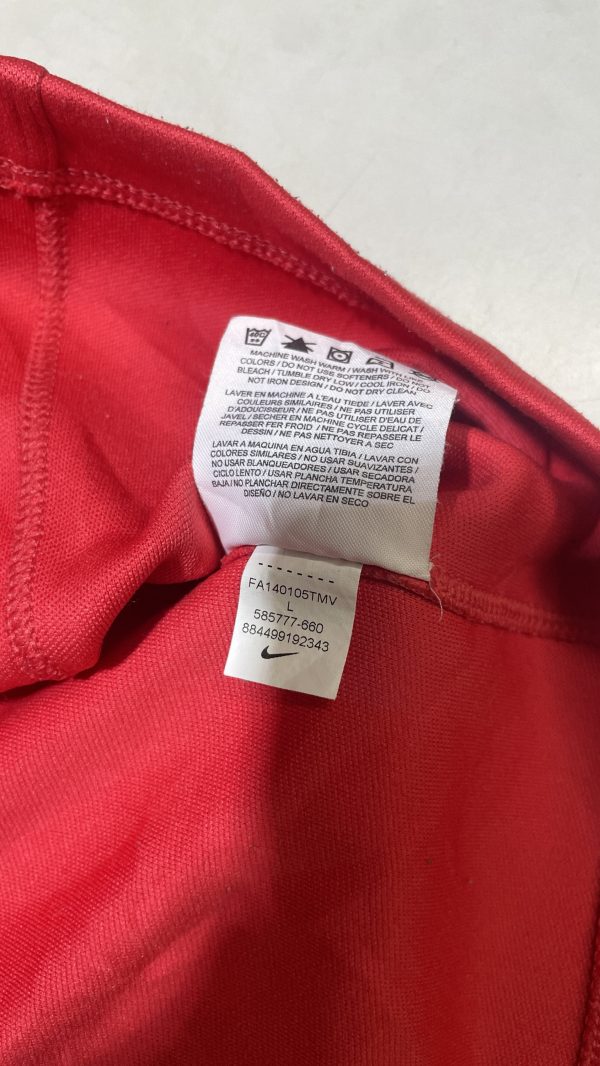 40C
MACHINE WASH WARM / WASH WITH
COLORS / DO NOT USE SOFTENERS / DO NOT
BLEACH / TUMBLE DRY LOW / COOL IRON / DO
NOT IRON DESIGN / DO NOT DRY CLEAN
LAVER EN MACHINE A L'EAU TIEDE / LAVER AVEC
COULEURS SIMILAIRES / NE PAS UTILISER
D'ADOUCISSEUR / NE PAS UTILISER D'EAU DE
JAVEL / SECHER EN MACHINE CYCLE DELICAT /
REPASSER FER FROID / NE PAS REPASSER LE
DESSIN / NE PAS NETTOYER A SEC
LAVAR A MAQUINA EN AGUA TIBIA / LAVAR CON
COLORES SIMILARES / NO USAR SUAVIZANTES /
NO USAR BLANQUEADORES / USAR SECADORA
CICLO LENTO / USAR PLANCHA TEMPERATURA
BAJA / NO PLANCHAR DIRECTAMENTE SOBRE EL
DISEÑO / NO LAVAR EN SECO
FA140105TMV
L
585777-660
884499192343